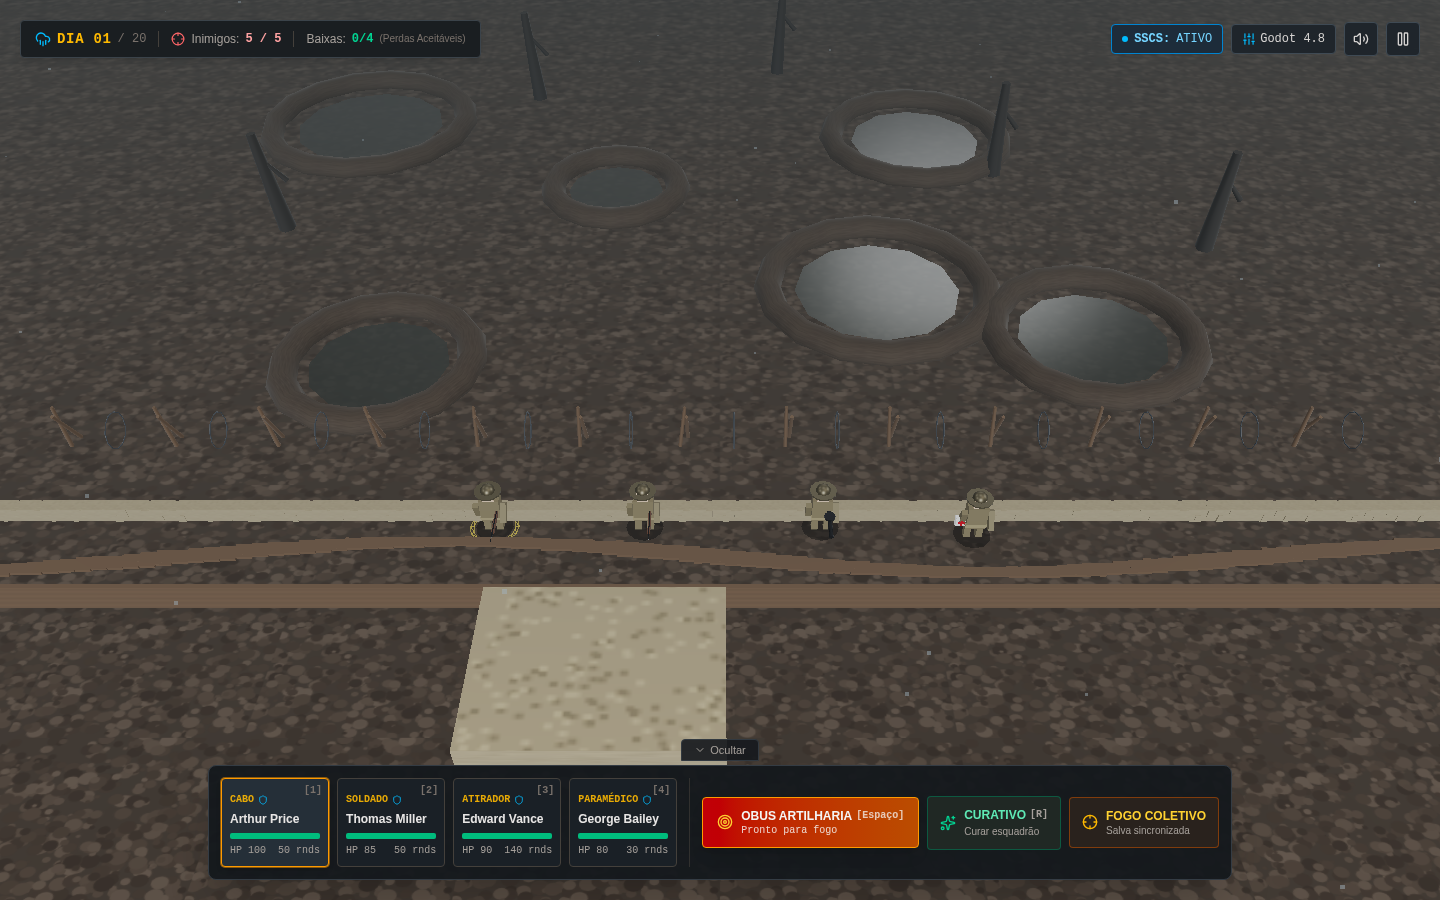 DIA 01 / 20 Inimigos: 5 / 5 Baixas: 0/4 (Perdas Aceitáveis)
SSCS: ATIVO
Godot 4.8
Ocultar
[1]
CABO
Arthur Price
HP 100 50 rnds
[2]
SOLDADO
Thomas Miller
HP 85 50 rnds
[3]
ATIRADOR
Edward Vance
HP 90 140 rnds
[4]
PARAMÉDICO
George Bailey
HP 80 30 rnds
OBUS ARTILHARIA [Espaço]
Pronto para fogo
CURATIVO [R]
Curar esquadrão
FOGO COLETIVO
Salva sincronizada